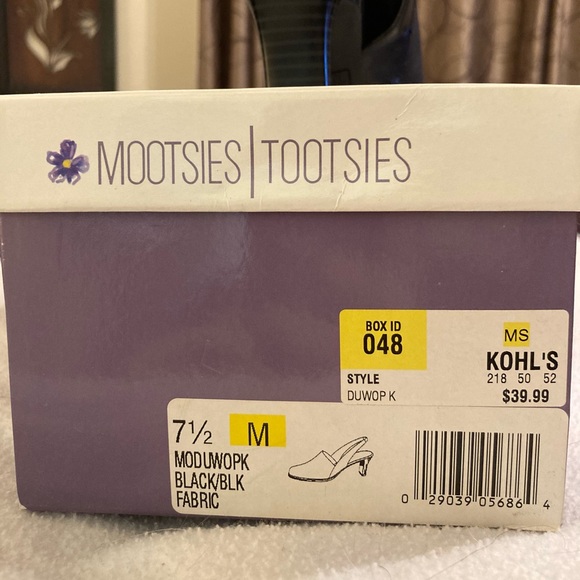 MOOTSIES|TOOTSIES
BOX ID
048
MS
KOHL'S
218 50 52
$39.99
STYLE
DUWOP K
7½ M
MODUWOPK
BLACK/BLK
FABRIC
0 29039 05686 4